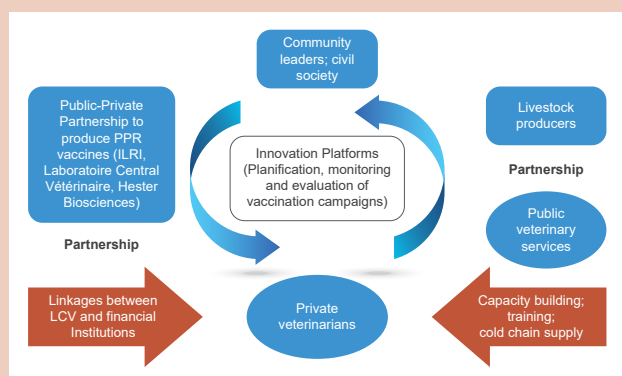 Community
leaders; civil
society
Public-Private
Partnership to
produce PPR
vaccines (ILRI,
Laboratoire Central
Vétérinaire, Hester
Biosciences)
Livestock
producers
Innovation Platforms
(Planification, monitoring
and evaluation of
vaccination campaigns)
Partnership
Partnership
Public
veterinary
services
Linkages between
LCV and financial
Institutions
Private
veterinarians
Capacity building;
training;
cold chain supply